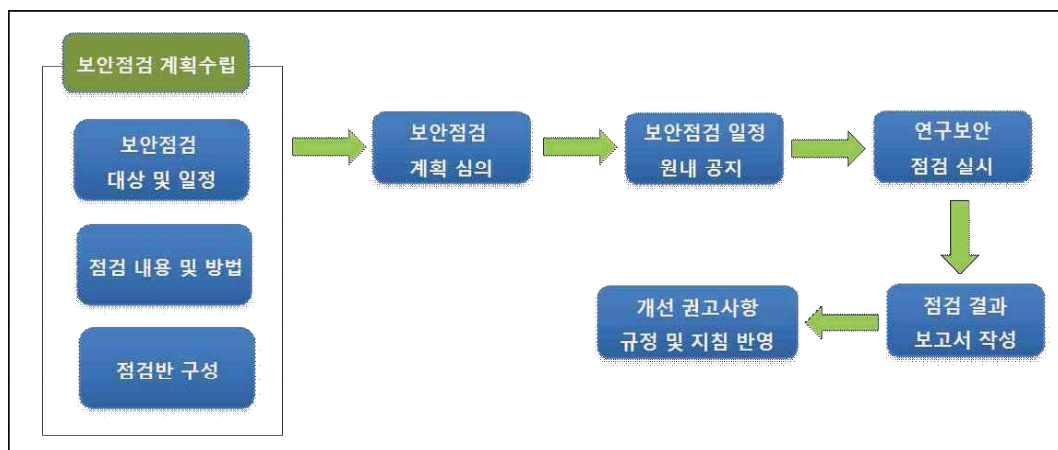 보안점검 계획수립
보안점검
대상 및 일정
점검 내용 및 방법
점검반 구성
보안점검
계획 심의
보안점검 일정
원내 공지
연구보안
점검 실시
점검 결과
보고서 작성
개선 권고사항
규정 및 지침 반영